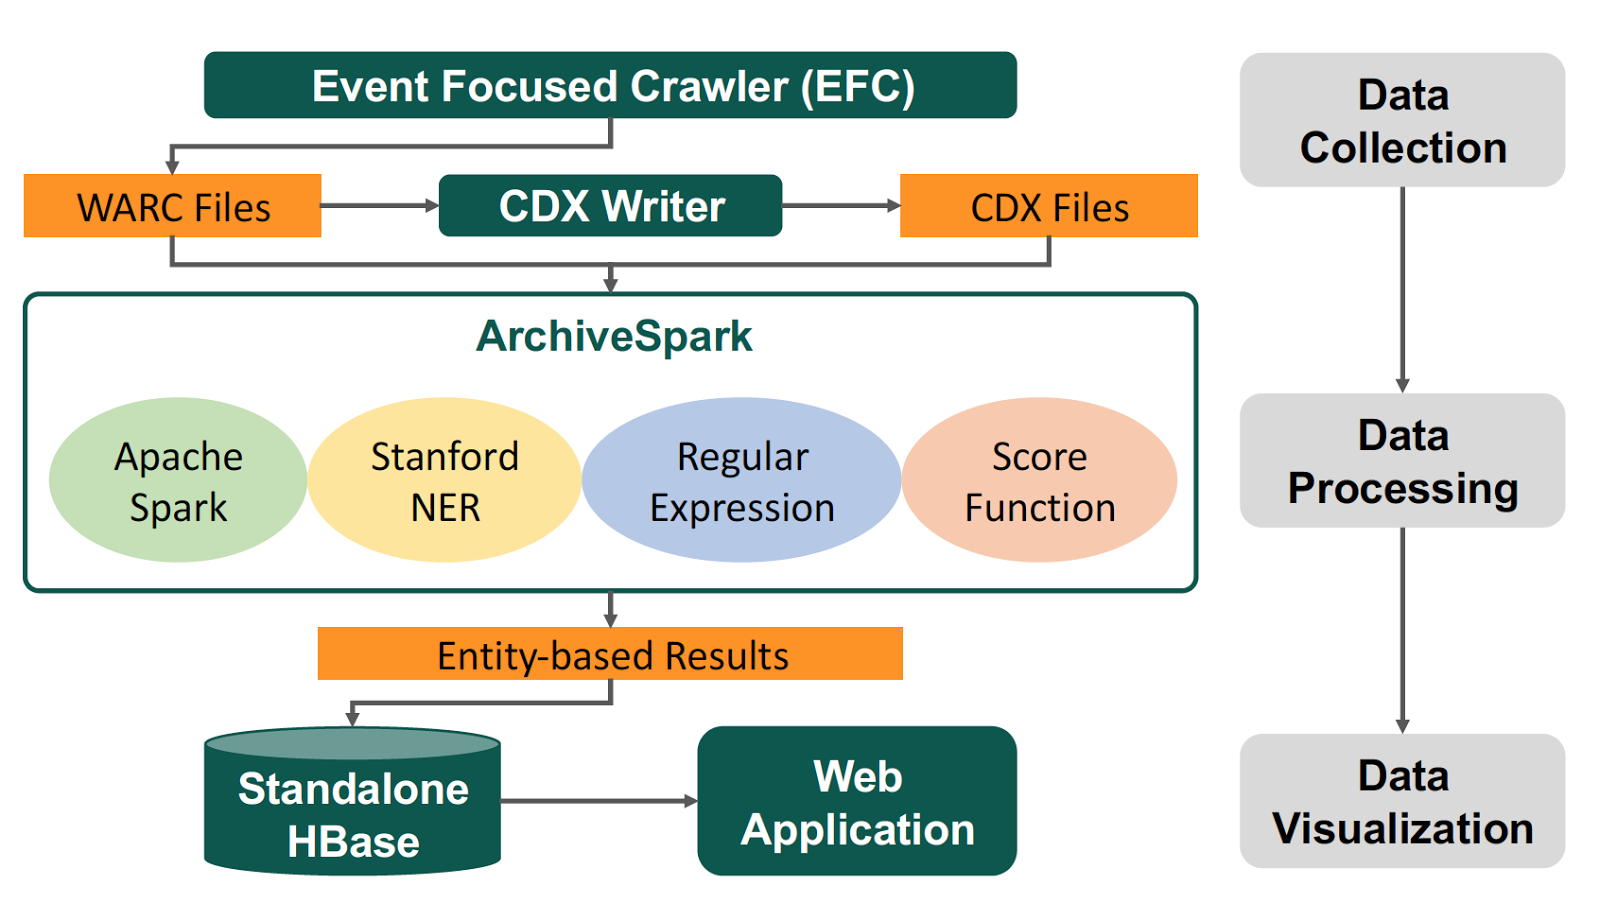 Event Focused Crawler (EFC)
WARC Files
CDX Writer
CDX Files
ArchiveSpark
Apache
Spark
Stanford
NER
Regular
Expression
Score
Function
Entity-based Results
Standalone
HBase
Web
Application
Data
Collection
Data
Processing
Data
Visualization